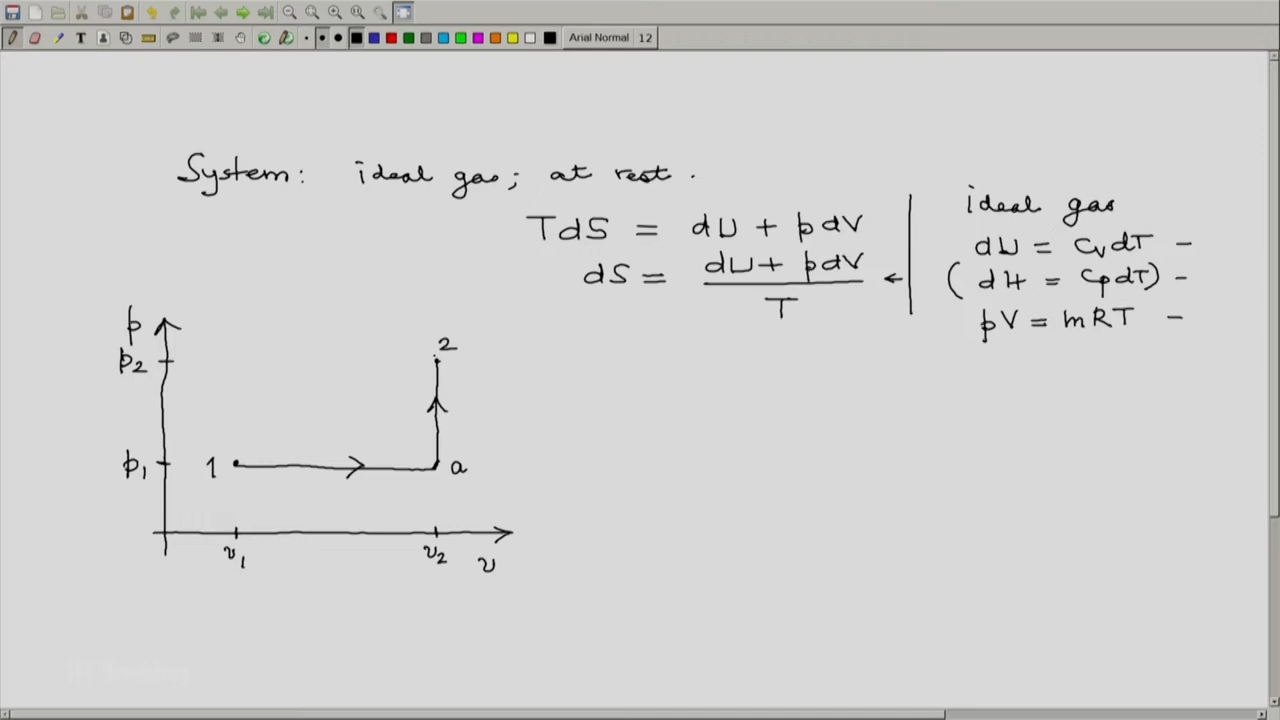 Arial Normal 12
System: ideal gas; at rest.
TdS = dU + pdV
dS = dU + pdV / T ←
ideal gas
dU = CvdT -
( dH = CpdT) -
pV = mRT -
p
p2
p1
1
2
a
v1
v2
v